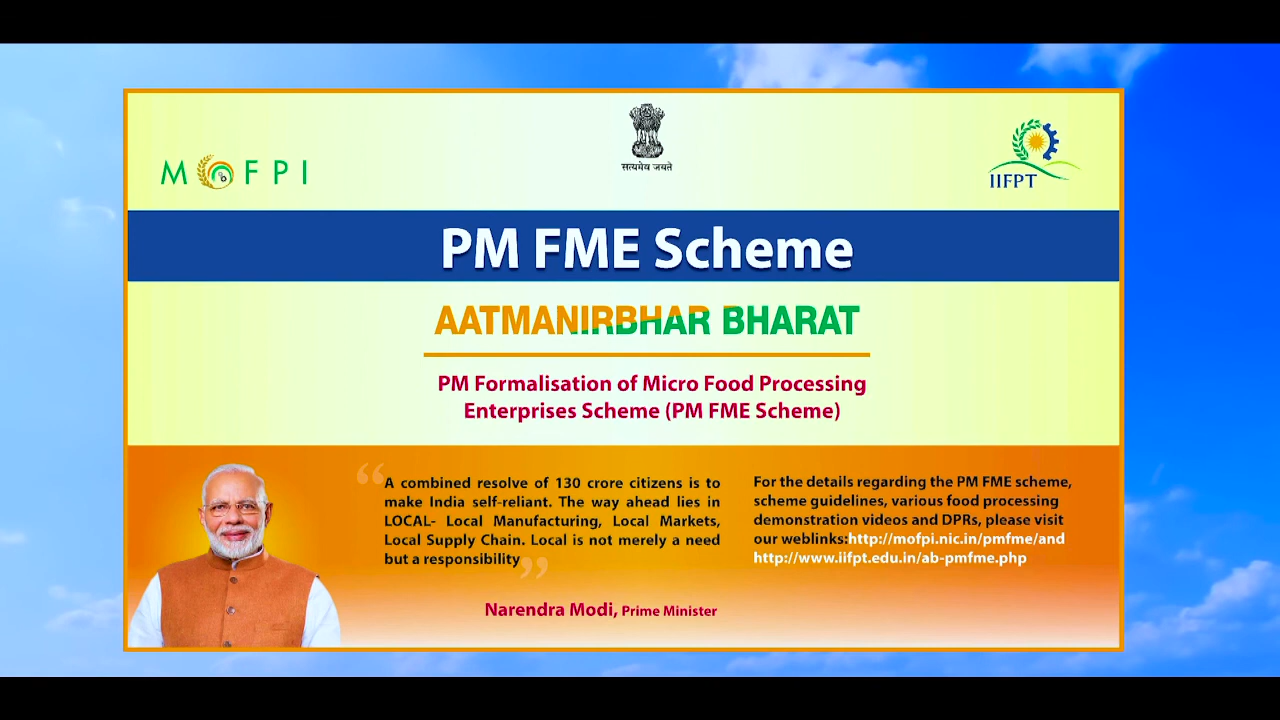 MOFPI
सत्यमेव जयते
IIFPT
PM FME Scheme
AATMANIRBHAR BHARAT
PM Formalisation of Micro Food Processing
Enterprises Scheme (PM FME Scheme)
“A combined resolve of 130 crore citizens is to
make India self-reliant. The way ahead lies in
LOCAL- Local Manufacturing, Local Markets,
Local Supply Chain. Local is not merely a need
but a responsibility”
Narendra Modi, Prime Minister
For the details regarding the PM FME scheme,
scheme guidelines, various food processing
demonstration videos and DPRs, please visit
our weblinks:http://mofpi.nic.in/pmfme/and
http://www.iifpt.edu.in/ab-pmfme.php